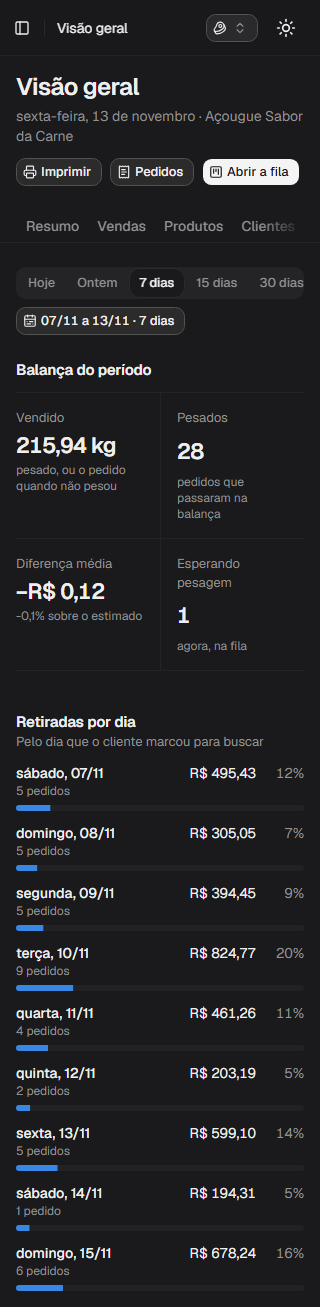 Visão geral
Visão geral
sexta-feira, 13 de novembro · Açougue Sabor
da Carne
Imprimir
Pedidos
Abrir a fila
Resumo
Vendas
Produtos
Clientes
Hoje
Ontem
7 dias
15 dias
30 dias
07/11 a 13/11 · 7 dias
Balança do período
Vendido
215,94 kg
pesado, ou o pedido
quando não pesou
Pesados
28
pedidos que
passaram na
balança
Diferença média
−R$ 0,12
-0,1% sobre o estimado
Esperando
pesagem
1
agora, na fila
Retiradas por dia
Pelo dia que o cliente marcou para buscar
sábado, 07/11 R$ 495,43 12%
5 pedidos
domingo, 08/11 R$ 305,05 7%
5 pedidos
segunda, 09/11 R$ 394,45 9%
5 pedidos
terça, 10/11 R$ 824,77 20%
9 pedidos
quarta, 11/11 R$ 461,26 11%
4 pedidos
quinta, 12/11 R$ 203,19 5%
2 pedidos
sexta, 13/11 R$ 599,10 14%
5 pedidos
sábado, 14/11 R$ 194,31 5%
1 pedido
domingo, 15/11 R$ 678,24 16%
6 pedidos